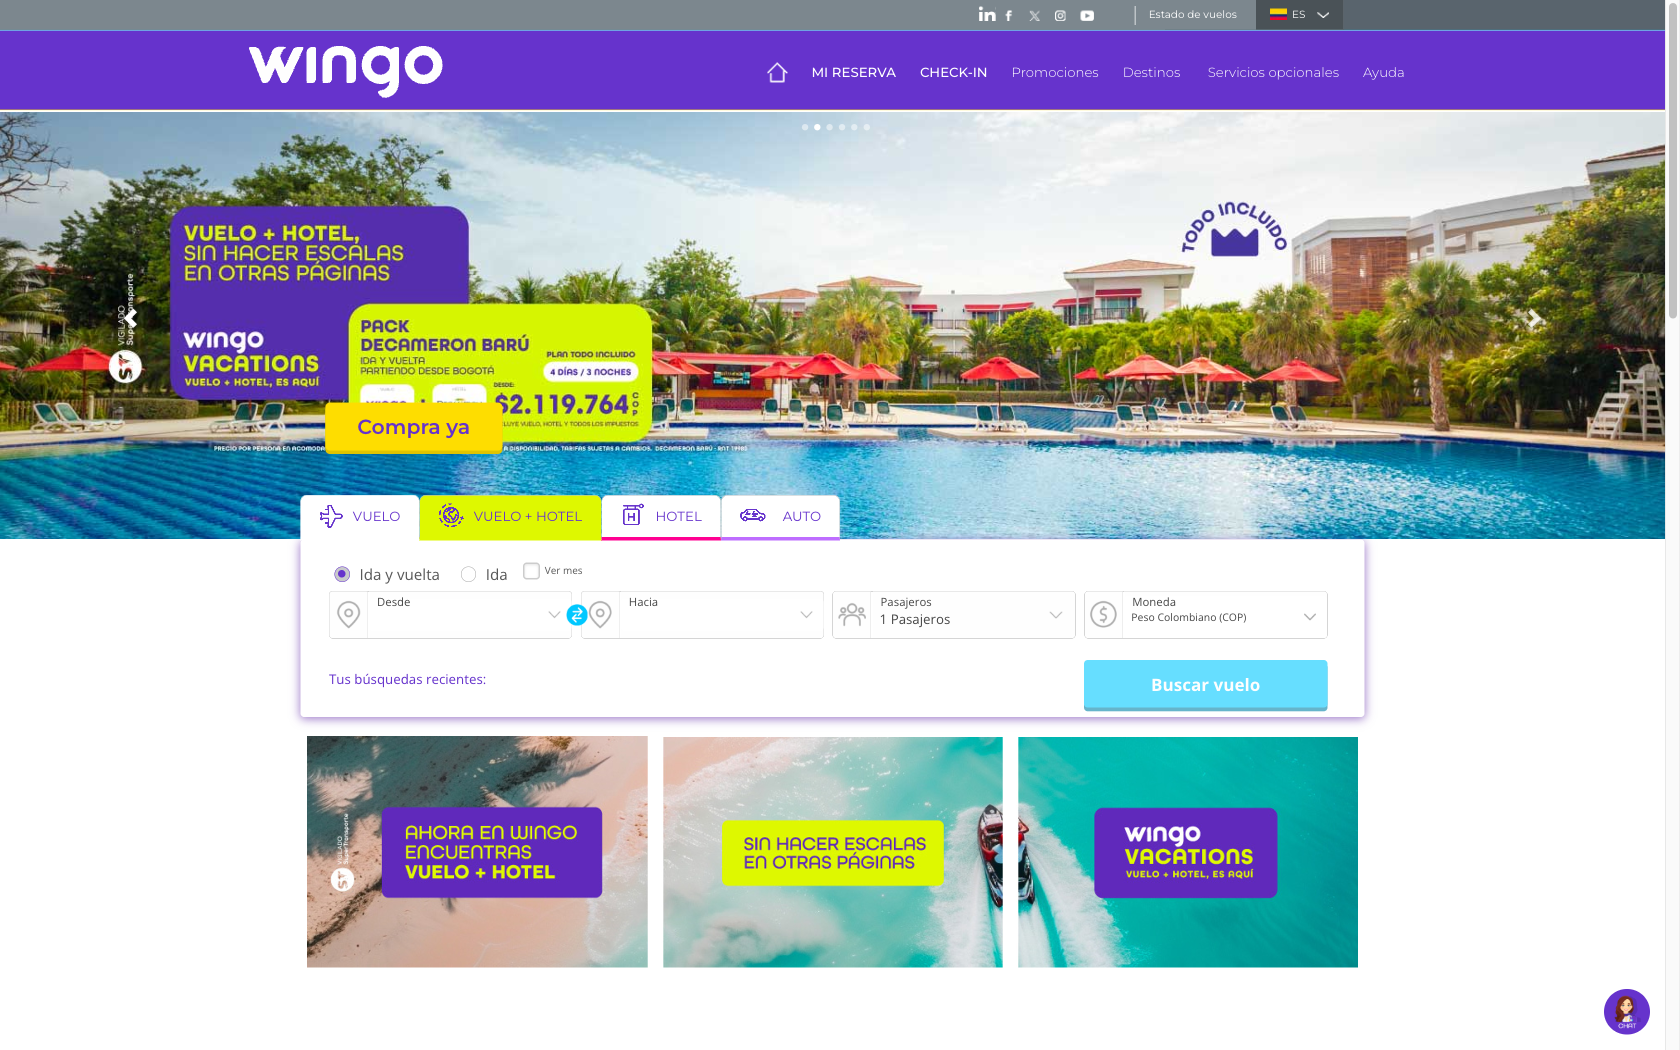 Estado de vuelos
ES
wingo
MI RESERVA
CHECK-IN
Promociones
Destinos
Servicios opcionales
Ayuda
VUELO + HOTEL,
SIN HACER ESCALAS
EN OTRAS PÁGINAS
wingo
VACATIONS
VUELO + HOTEL, ES AQUÍ
PACK
DECAMERON BARÚ
IDA Y VUELTA
PARTIENDO DESDE BOGOTÁ
PLAN TODO INCLUIDO
4 DÍAS / 3 NOCHES
DESDE:
$2.119.764
COP
VUELO, HOTEL Y TODOS LOS IMPUESTOS
Compra ya
PRECIO POR PERSONA EN
DISPONIBILIDAD, TARIFAS SUJETAS A CAMBIOS. DECAMERON BARÚ - RNT
TODO INCLUIDO
VIGILADO
VUELO
VUELO + HOTEL
HOTEL
AUTO
Ida y vuelta
Ida
Ver mes
Desde
Hacia
Pasajeros
1 Pasajeros
Moneda
Peso Colombiano (COP)
Tus búsquedas recientes:
Buscar vuelo
VIGILADO
SuperTransporte
AHORA EN WINGO
ENCUENTRAS
VUELO + HOTEL
SIN HACER ESCALAS
EN OTRAS PÁGINAS
wingo
VACATIONS
VUELO + HOTEL, ES AQUÍ
CHAT